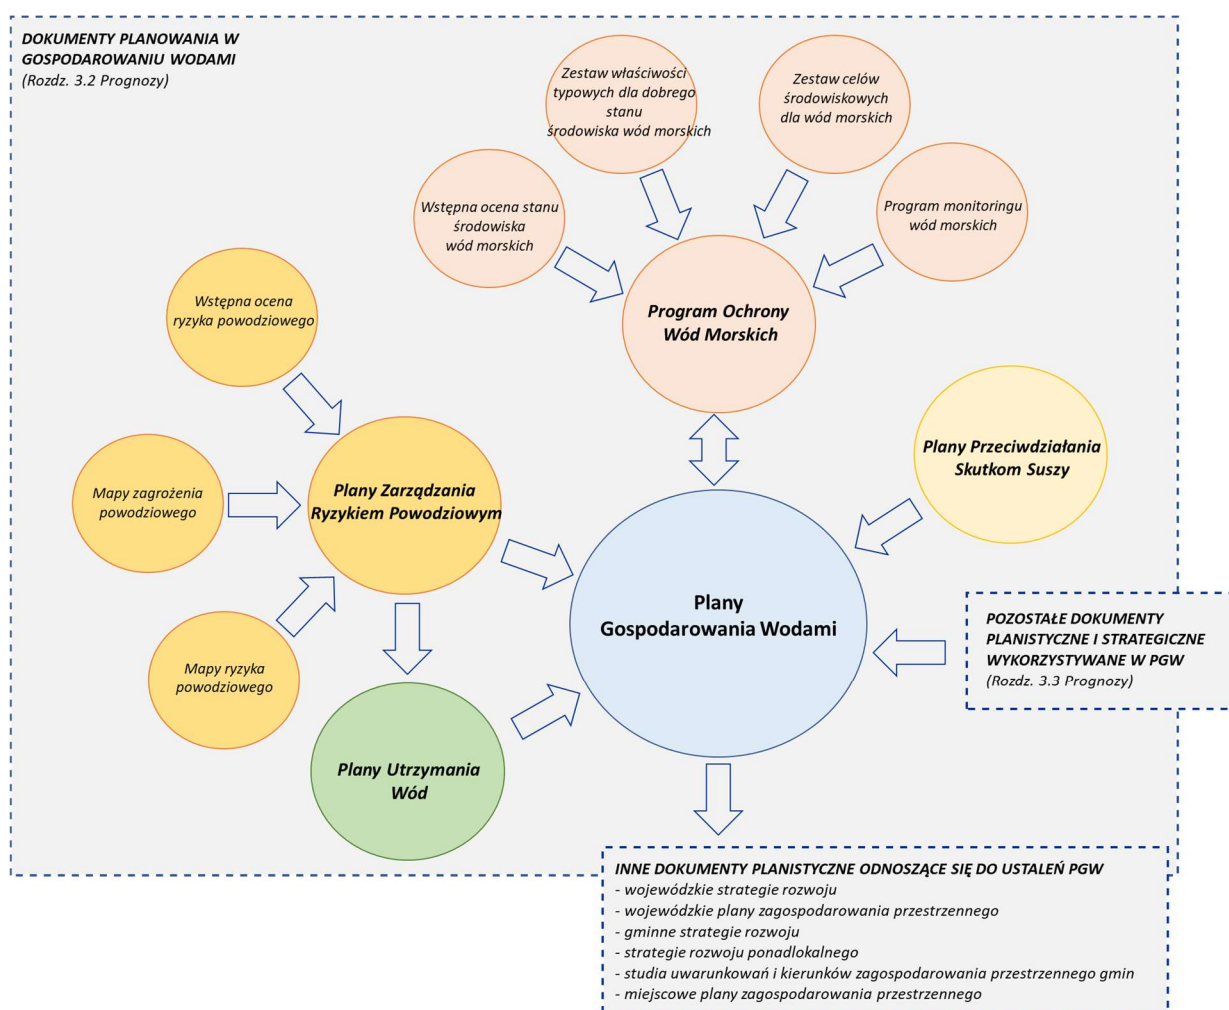 DOKUMENTY PLANOWANIA W
GOSPODAROWANIU WODAMI
(Rozdz. 3.2 Prognozy)
Zestaw właściwości
typowych dla dobrego
stanu
środowiska wód morskich
Zestaw celów
środowiskowych
dla wód morskich
Wstępna ocena stanu
środowiska
wód morskich
Program monitoringu
wód morskich
Program Ochrony
Wód Morskich
Wstępna ocena
ryzyka powodziowego
Mapy zagrożenia
powodziowego
Mapy ryzyka
powodziowego
Plany Zarządzania
Ryzykiem Powodziowym
Plany Przeciwdziałania
Skutkom Suszy
Plany
Gospodarowania Wodami
Plany Utrzymania
Wód
POZOSTAŁE DOKUMENTY
PLANISTYCZNE I STRATEGICZNE
WYKORZYSTYWANE W PGW
(Rozdz. 3.3 Prognozy)
INNE DOKUMENTY PLANISTYCZNE ODNOSZĄCE SIĘ DO USTALEŃ PGW
- wojewódzkie strategie rozwoju
- wojewódzkie plany zagospodarowania przestrzennego
- gminne strategie rozwoju
- strategie rozwoju ponadlokalnego
- studia uwarunkowań i kierunków zagospodarowania przestrzennego gmin
- miejscowe plany zagospodarowania przestrzennego